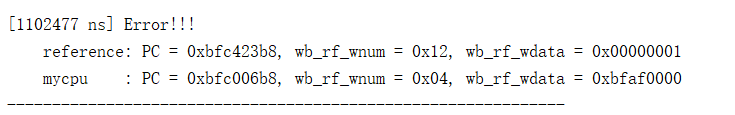 [1102477 ns] Error!!!
reference: PC = 0xbfc423b8, wb_rf_wnum = 0x12, wb_rf_wdata = 0x00000001
mycpu    : PC = 0xbfc006b8, wb_rf_wnum = 0x04, wb_rf_wdata = 0xbfaf0000
--------------------------------------------------------------